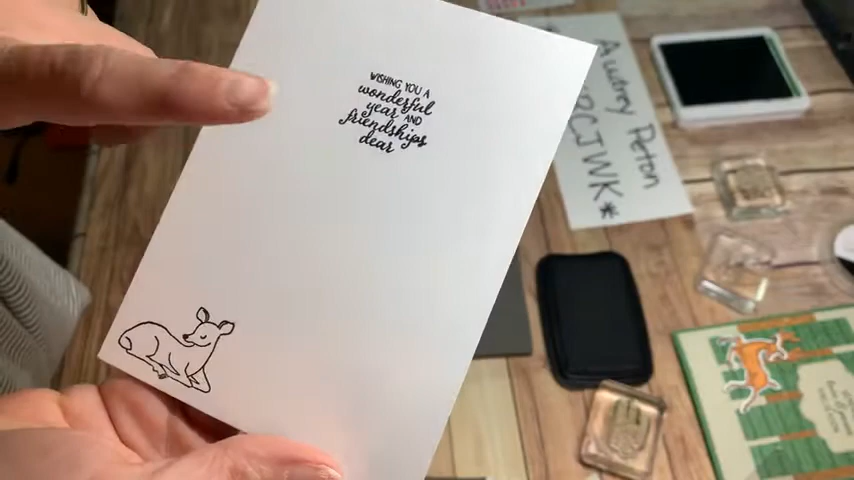 WISHING YOU A
wonderful
year AND
friendships
dear
Audrey Peton
CJWK*